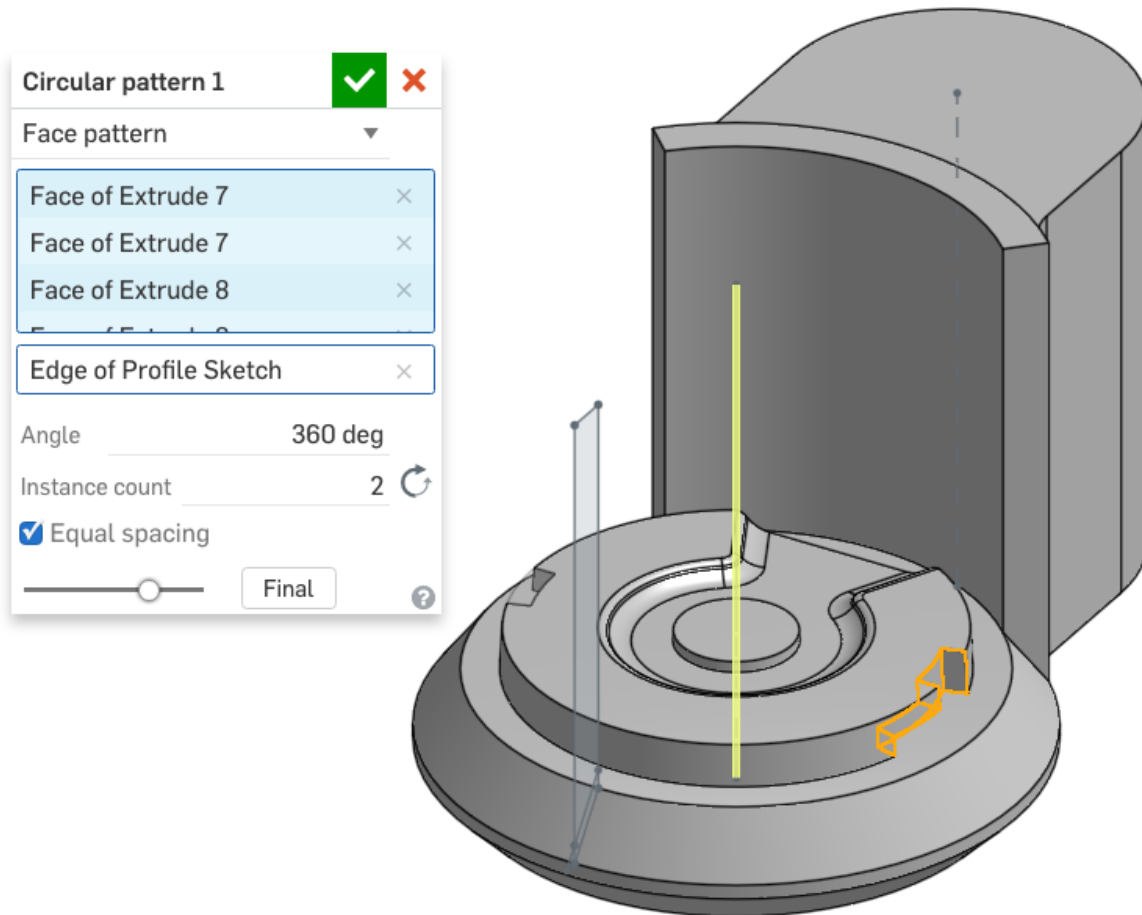 Circular pattern 1
Face pattern
Face of Extrude 7
Face of Extrude 7
Face of Extrude 8
Edge of Profile Sketch
Angle 360 deg
Instance count 2
Equal spacing
Final
?